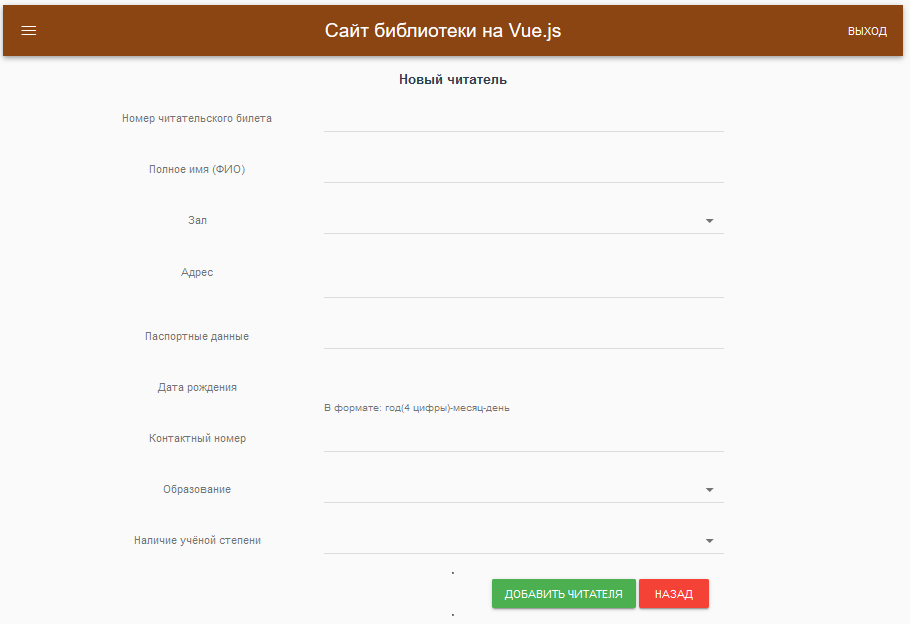 Сайт библиотеки на Vue.js
ВЫХОД
Новый читатель
Номер читательского билета
Полное имя (ФИО)
Зал
Адрес
Паспортные данные
Дата рождения
В формате: год(4 цифры)-месяц-день
Контактный номер
Образование
Наличие учёной степени
ДОБАВИТЬ ЧИТАТЕЛЯ
НАЗАД